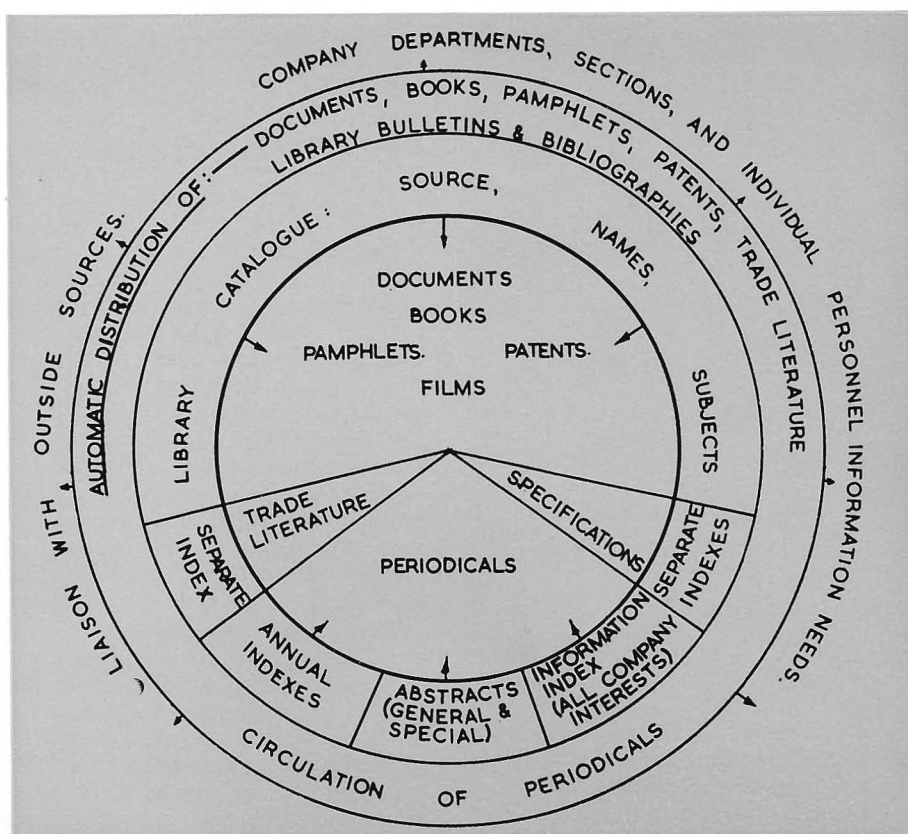 COMPANY DEPARTMENTS, SECTIONS, AND INDIVIDUAL PERSONNEL INFORMATION NEEDS.
LIAISON WITH OUTSIDE SOURCES.
AUTOMATIC DISTRIBUTION OF:— DOCUMENTS, BOOKS, PAMPHLETS, PATENTS, TRADE LITERATURE
LIBRARY BULLETINS & BIBLIOGRAPHIES
LIBRARY CATALOGUE: SOURCE, NAMES, SUBJECTS
DOCUMENTS
BOOKS
PAMPHLETS. PATENTS.
FILMS
TRADE
LITERATURE
SPECIFICATIONS
PERIODICALS
SEPARATE
INDEX
ANNUAL
INDEXES
ABSTRACTS
(GENERAL &
SPECIAL)
INFORMATION
INDEX
(ALL COMPANY
INTERESTS)
SEPARATE
INDEXES
CIRCULATION OF PERIODICALS